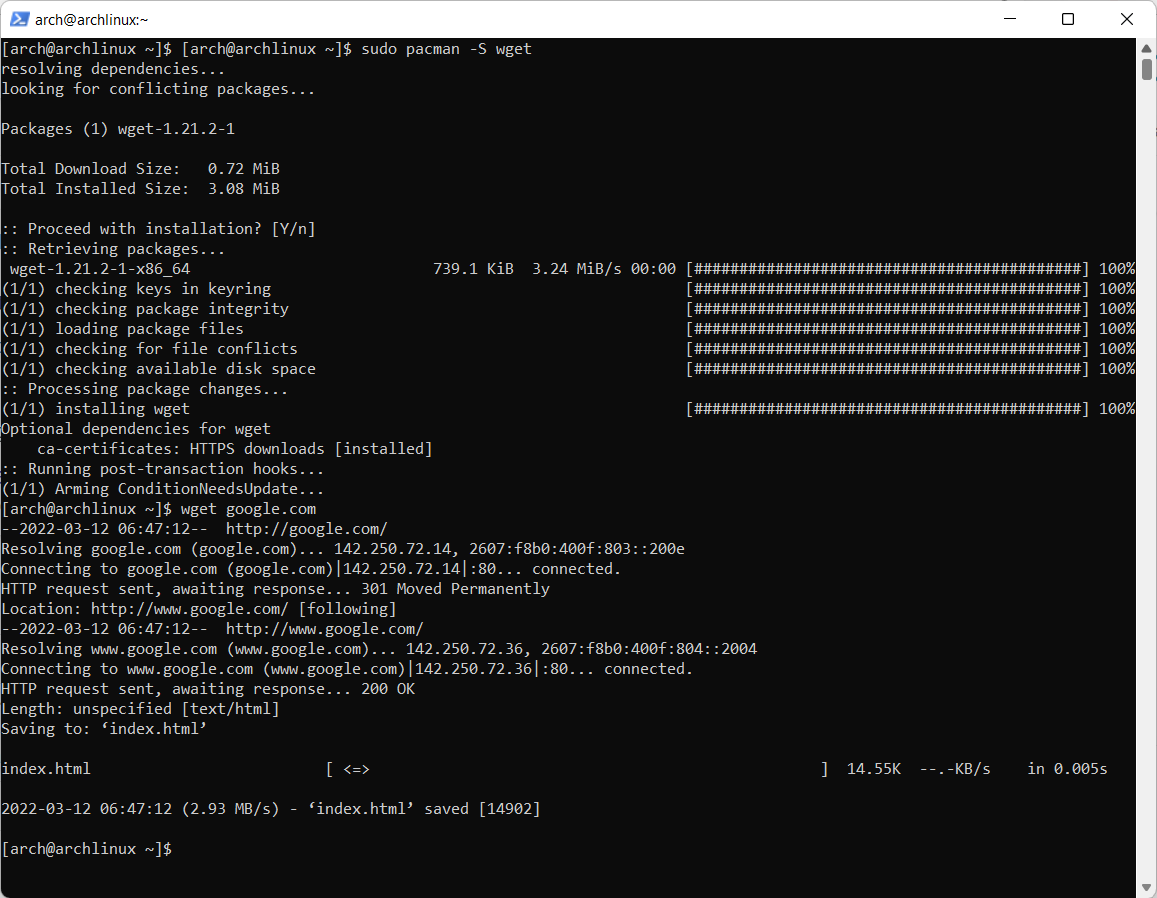 arch@archlinux:~
[arch@archlinux ~]$ [arch@archlinux ~]$ sudo pacman -S wget
resolving dependencies...
looking for conflicting packages...
Packages (1) wget-1.21.2-1
Total Download Size:   0.72 MiB
Total Installed Size:  3.08 MiB
:: Proceed with installation? [Y/n]
:: Retrieving packages...
 wget-1.21.2-1-x86_64                           739.1 KiB  3.24 MiB/s 00:00 [###########################################] 100%
(1/1) checking keys in keyring                                              [###########################################] 100%
(1/1) checking package integrity                                            [###########################################] 100%
(1/1) loading package files                                                 [###########################################] 100%
(1/1) checking for file conflicts                                           [###########################################] 100%
(1/1) checking available disk space                                         [###########################################] 100%
:: Processing package changes...
(1/1) installing wget                                                       [###########################################] 100%
Optional dependencies for wget
    ca-certificates: HTTPS downloads [installed]
:: Running post-transaction hooks...
(1/1) Arming ConditionNeedsUpdate...
[arch@archlinux ~]$ wget google.com
--2022-03-12 06:47:12--  http://google.com/
Resolving google.com (google.com)... 142.250.72.14, 2607:f8b0:400f:803::200e
Connecting to google.com (google.com)|142.250.72.14|:80... connected.
HTTP request sent, awaiting response... 301 Moved Permanently
Location: http://www.google.com/ [following]
--2022-03-12 06:47:12--  http://www.google.com/
Resolving www.google.com (www.google.com)... 142.250.72.36, 2607:f8b0:400f:804::2004
Connecting to www.google.com (www.google.com)|142.250.72.36|:80... connected.
HTTP request sent, awaiting response... 200 OK
Length: unspecified [text/html]
Saving to: ‘index.html’
index.html                          [ <=>                                                  ]  14.55K  --.-KB/s    in 0.005s
2022-03-12 06:47:12 (2.93 MB/s) - ‘index.html’ saved [14902]
[arch@archlinux ~]$